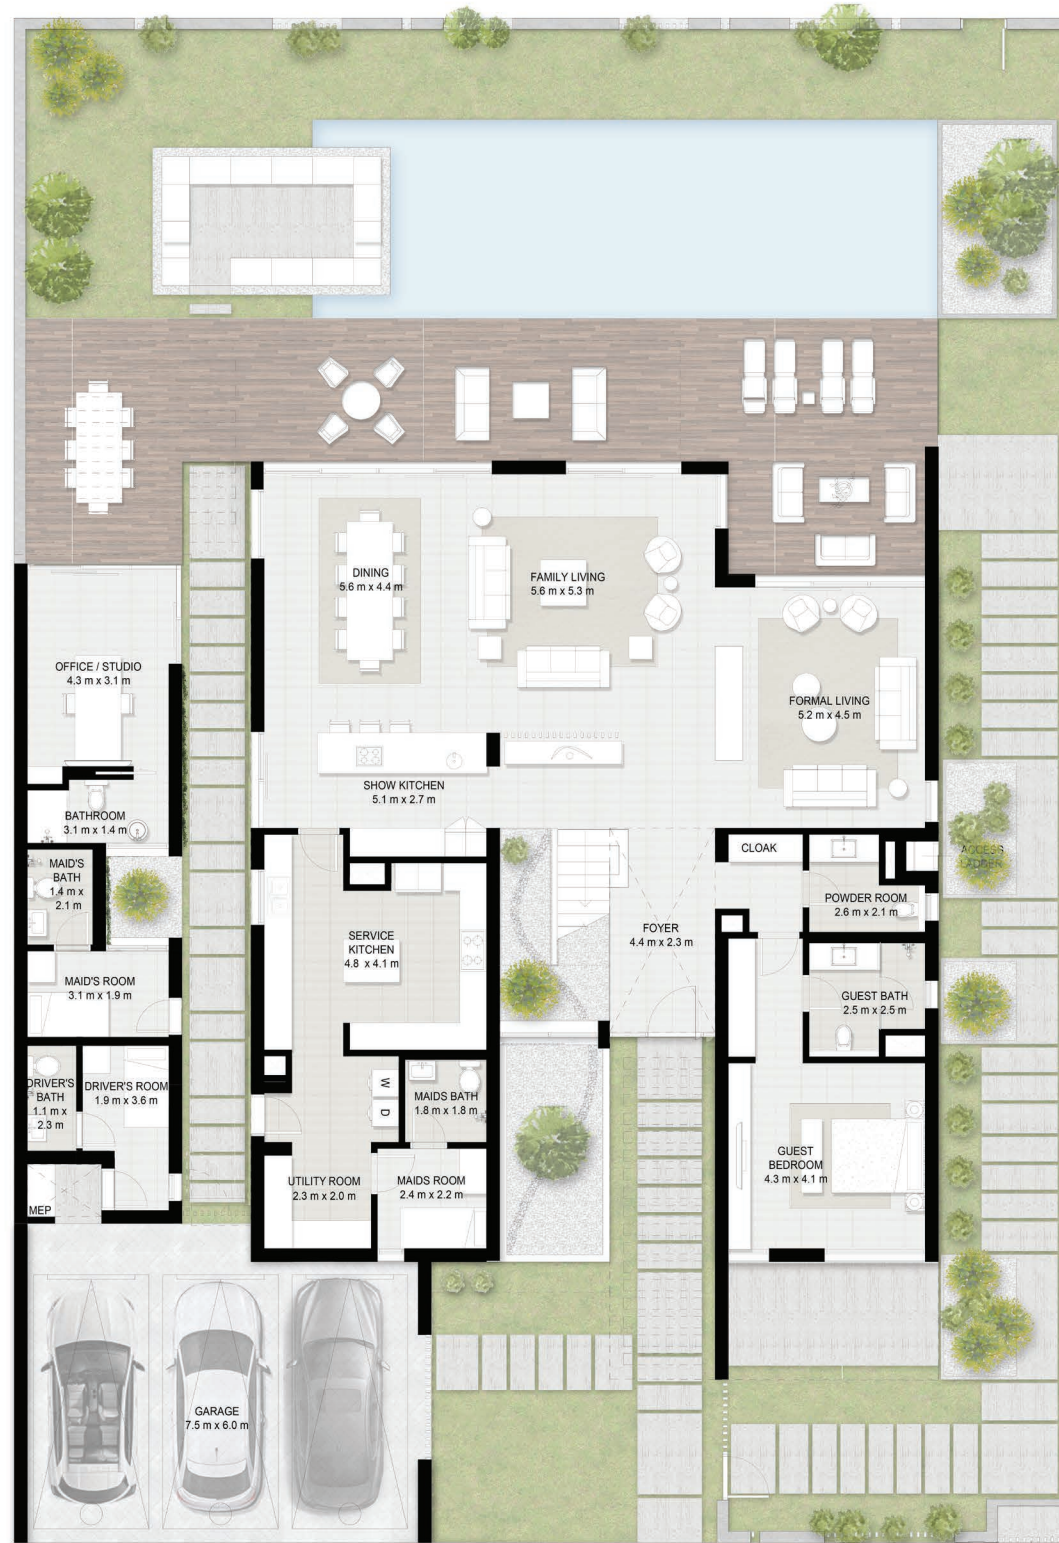 DINING
5.6 m x 4.4 m
FAMILY LIVING
5.6 m x 5.3 m
OFFICE / STUDIO
4.3 m x 3.1 m
FORMAL LIVING
5.2 m x 4.5 m
SHOW KITCHEN
5.1 m x 2.7 m
BATHROOM
3.1 m x 1.4 m
MAID'S
BATH
1.4 m x
2.1 m
CLOAK
ACCESS
LADDER
POWDER ROOM
2.6 m x 2.1 m
FOYER
4.4 m x 2.3 m
SERVICE
KITCHEN
4.8 x 4.1 m
MAID'S ROOM
3.1 m x 1.9 m
GUEST BATH
2.5 m x 2.5 m
DRIVER'S
BATH
1.1 m x
2.3 m
DRIVER'S ROOM
1.9 m x 3.6 m
W
D
MAIDS BATH
1.8 m x 1.8 m
GUEST
BEDROOM
4.3 m x 4.1 m
UTILITY ROOM
2.3 m x 2.0 m
MAIDS ROOM
2.4 m x 2.2 m
MEP
GARAGE
7.5 m x 6.0 m